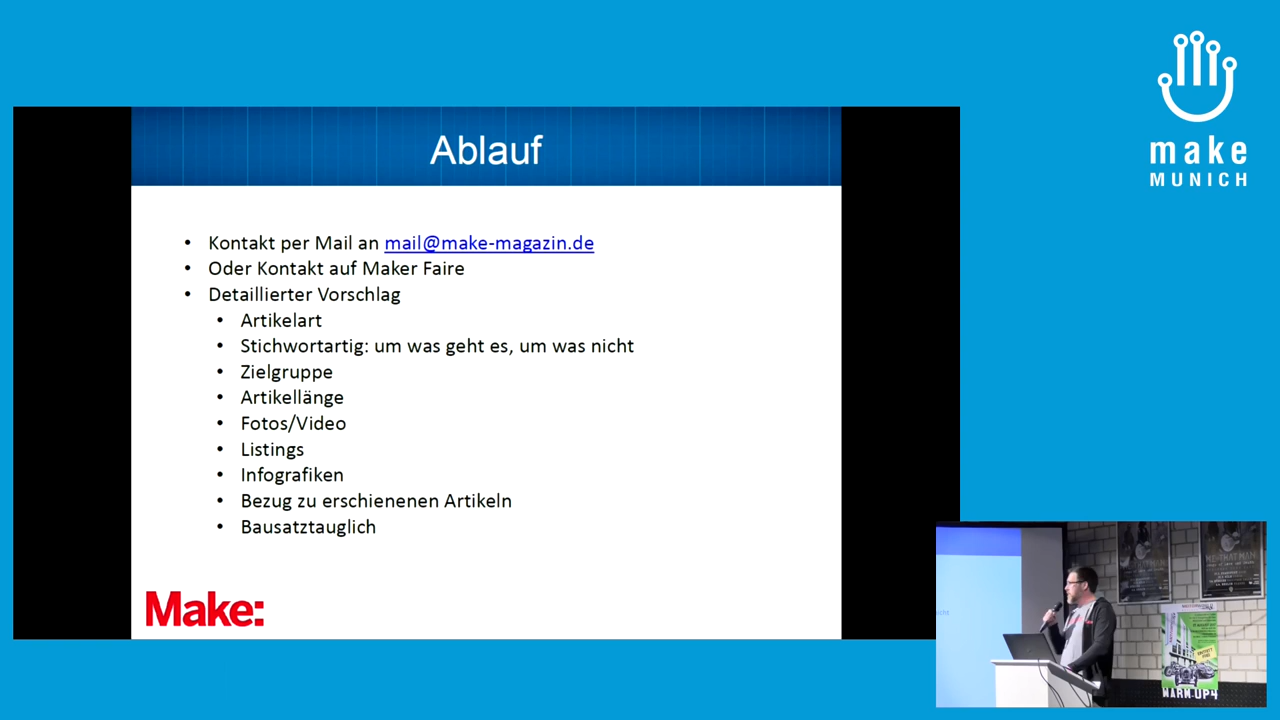 make
MUNICH
Ablauf
• Kontakt per Mail an mail@make-magazin.de
• Oder Kontakt auf Maker Faire
• Detaillierter Vorschlag
• Artikelart
• Stichwortartig: um was geht es, um was nicht
• Zielgruppe
• Artikellänge
• Fotos/Video
• Listings
• Infografiken
• Bezug zu erschienenen Artikeln
• Bausatztauglich
Make:
WARM-UP4